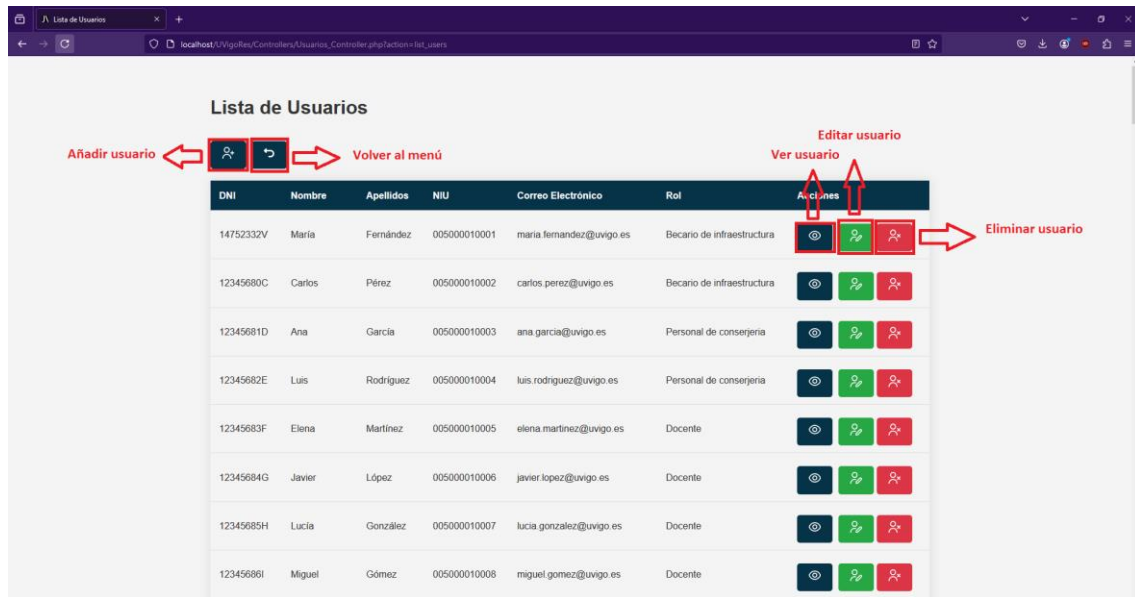 Lista de Usuarios
localhost/UVigoRes/Controllers/Usuarios_Controller.php?action=list_users
Lista de Usuarios
Editar usuario
Añadir usuario
Volver al menú
Ver usuario
DNI Nombre Apellidos NIU Correo Electrónico Rol Acciones
14752332V María Fernández 005000010001 maria.fernandez@uvigo.es Becario de infraestructura
Eliminar usuario
12345680C Carlos Pérez 005000010002 carlos.perez@uvigo.es Becario de infraestructura
12345681D Ana García 005000010003 ana.garcia@uvigo.es Personal de conserjeria
12345682E Luis Rodríguez 005000010004 luis.rodriguez@uvigo.es Personal de conserjeria
12345683F Elena Martínez 005000010005 elena.martinez@uvigo.es Docente
12345684G Javier López 005000010006 javier.lopez@uvigo.es Docente
12345685H Lucía González 005000010007 lucia.gonzalez@uvigo.es Docente
12345686I Miguel Gómez 005000010008 miguel.gomez@uvigo.es Docente